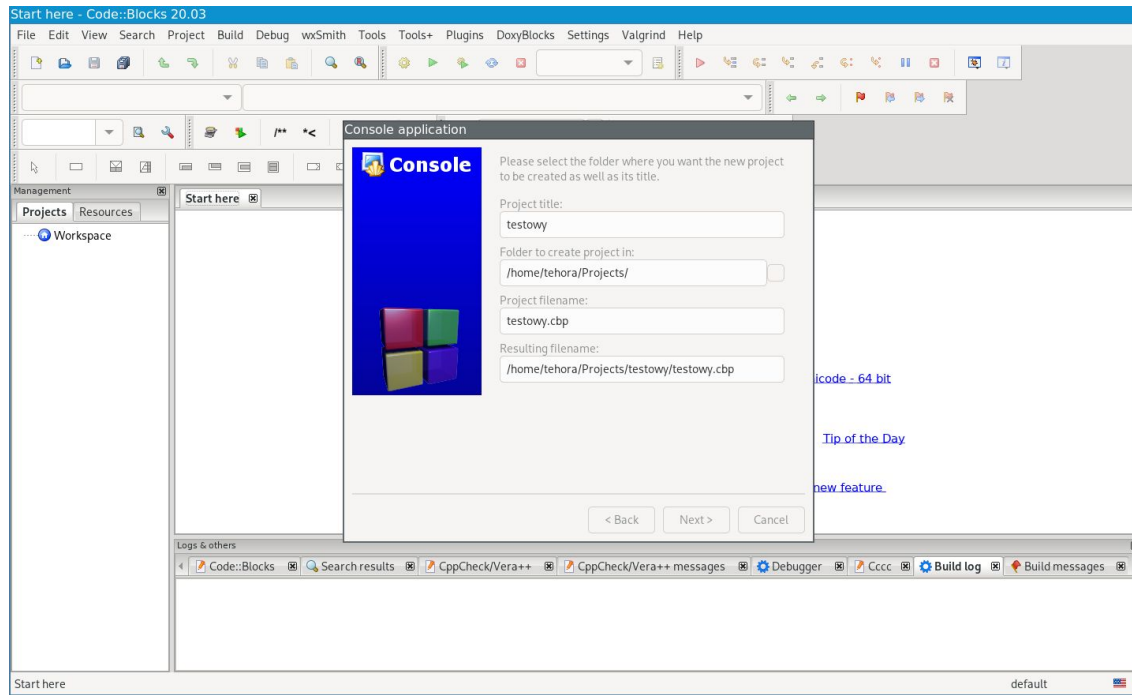 Start here - Code::Blocks 20.03
File Edit View Search Project Build Debug wxSmith Tools Tools+ Plugins DoxyBlocks Settings Valgrind Help
/** *<
Console application
Management
Projects Resources
Workspace
Start here
Console
Please select the folder where you want the new project
to be created as well as its title.
Project title:
testowy
Folder to create project in:
/home/tehora/Projects/
Project filename:
testowy.cbp
Resulting filename:
/home/tehora/Projects/testowy/testowy.cbp
icode - 64 bit
Tip of the Day
new feature
< Back Next > Cancel
Logs & others
Code::Blocks Search results CppCheck/Vera++ CppCheck/Vera++ messages Debugger Cccc Build log Build messages
Start here default